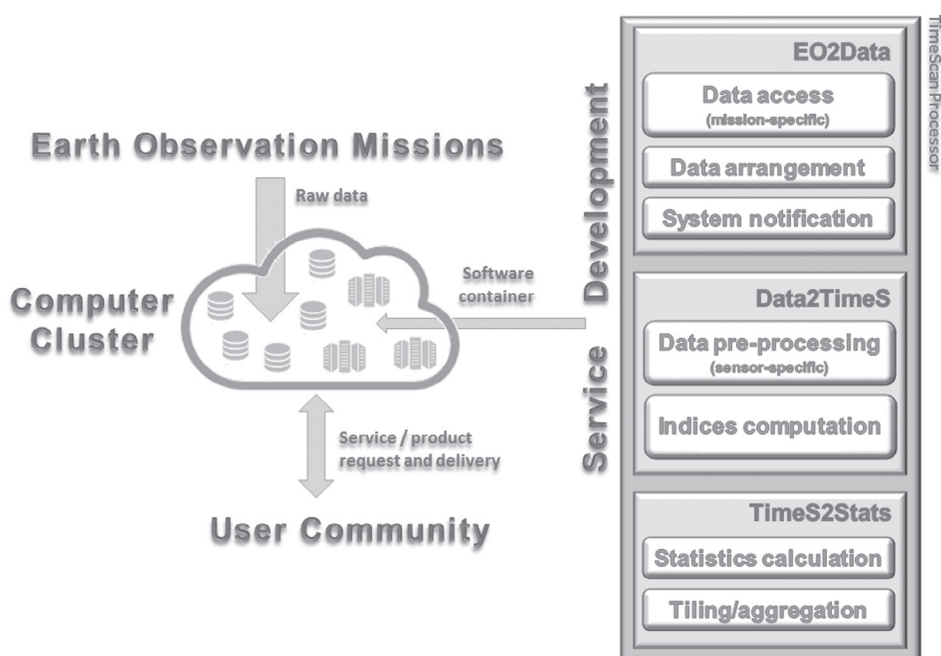 Earth Observation Missions
Raw data
Computer
Cluster
Software
container
Service / product
request and delivery
User Community
Service Development
TimeScan Processor
EO2Data
Data access
(mission-specific)
Data arrangement
System notification
Data2TimeS
Data pre-processing
(sensor-specific)
Indices computation
TimeS2Stats
Statistics calculation
Tiling/aggregation